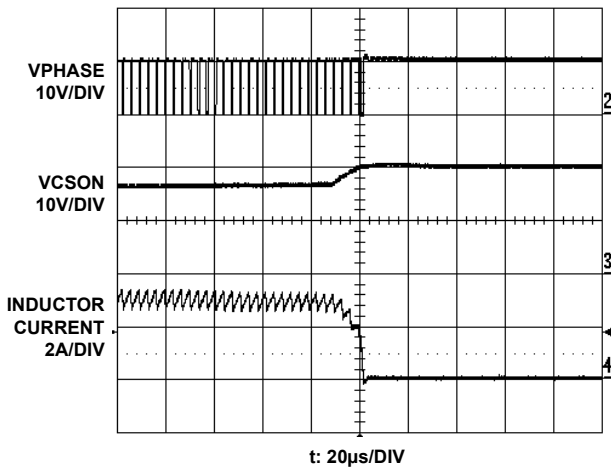 VPHASE
10V/DIV
2
VCSON
10V/DIV
3
INDUCTOR
CURRENT
2A/DIV
4
t: 20µs/DIV